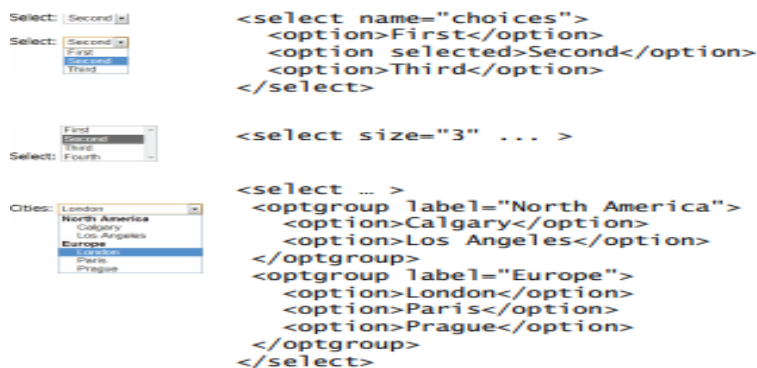 Select: Second
<select name="choices">
<option>First</option>
Select: Second
<option selected>Second</option>
First
Second
<option>Third</option>
Third
</select>
First
Second
<select size="3" ... >
Third
Select: Fourth
<select … >
Cities: London
<optgroup label="North America">
North America
Calgary
<option>Calgary</option>
Los Angeles
<option>Los Angeles</option>
Europe
</optgroup>
London
<optgroup label="Europe">
Paris
Prague
<option>London</option>
<option>Paris</option>
<option>Prague</option>
</optgroup>
</select>